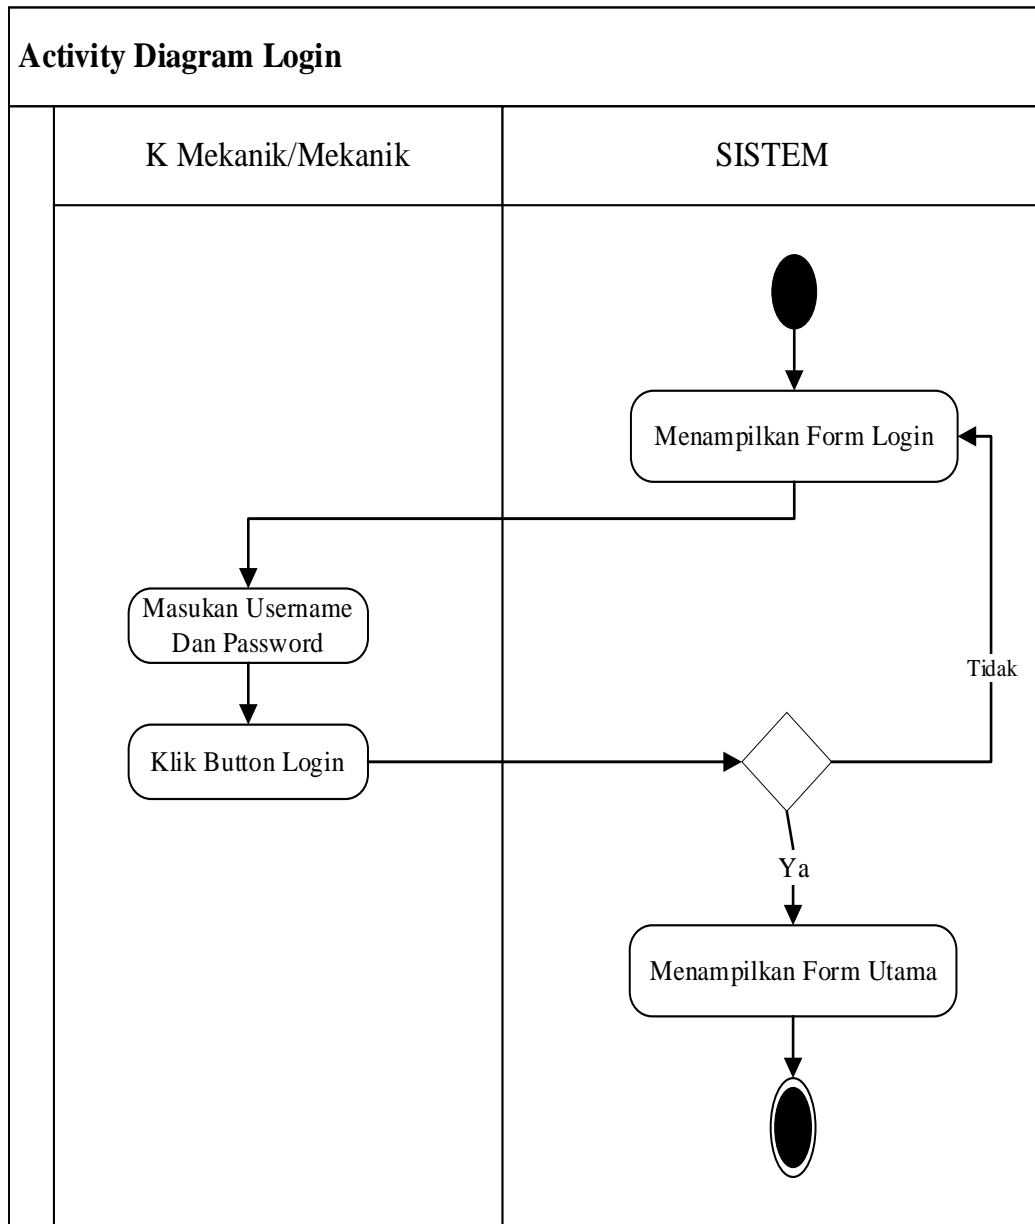 Activity Diagram Login
K Mekanik/Mekanik
SISTEM
Menampilkan Form Login
Masukan Username
Dan Password
Tidak
Klik Button Login
Ya
Menampilkan Form Utama